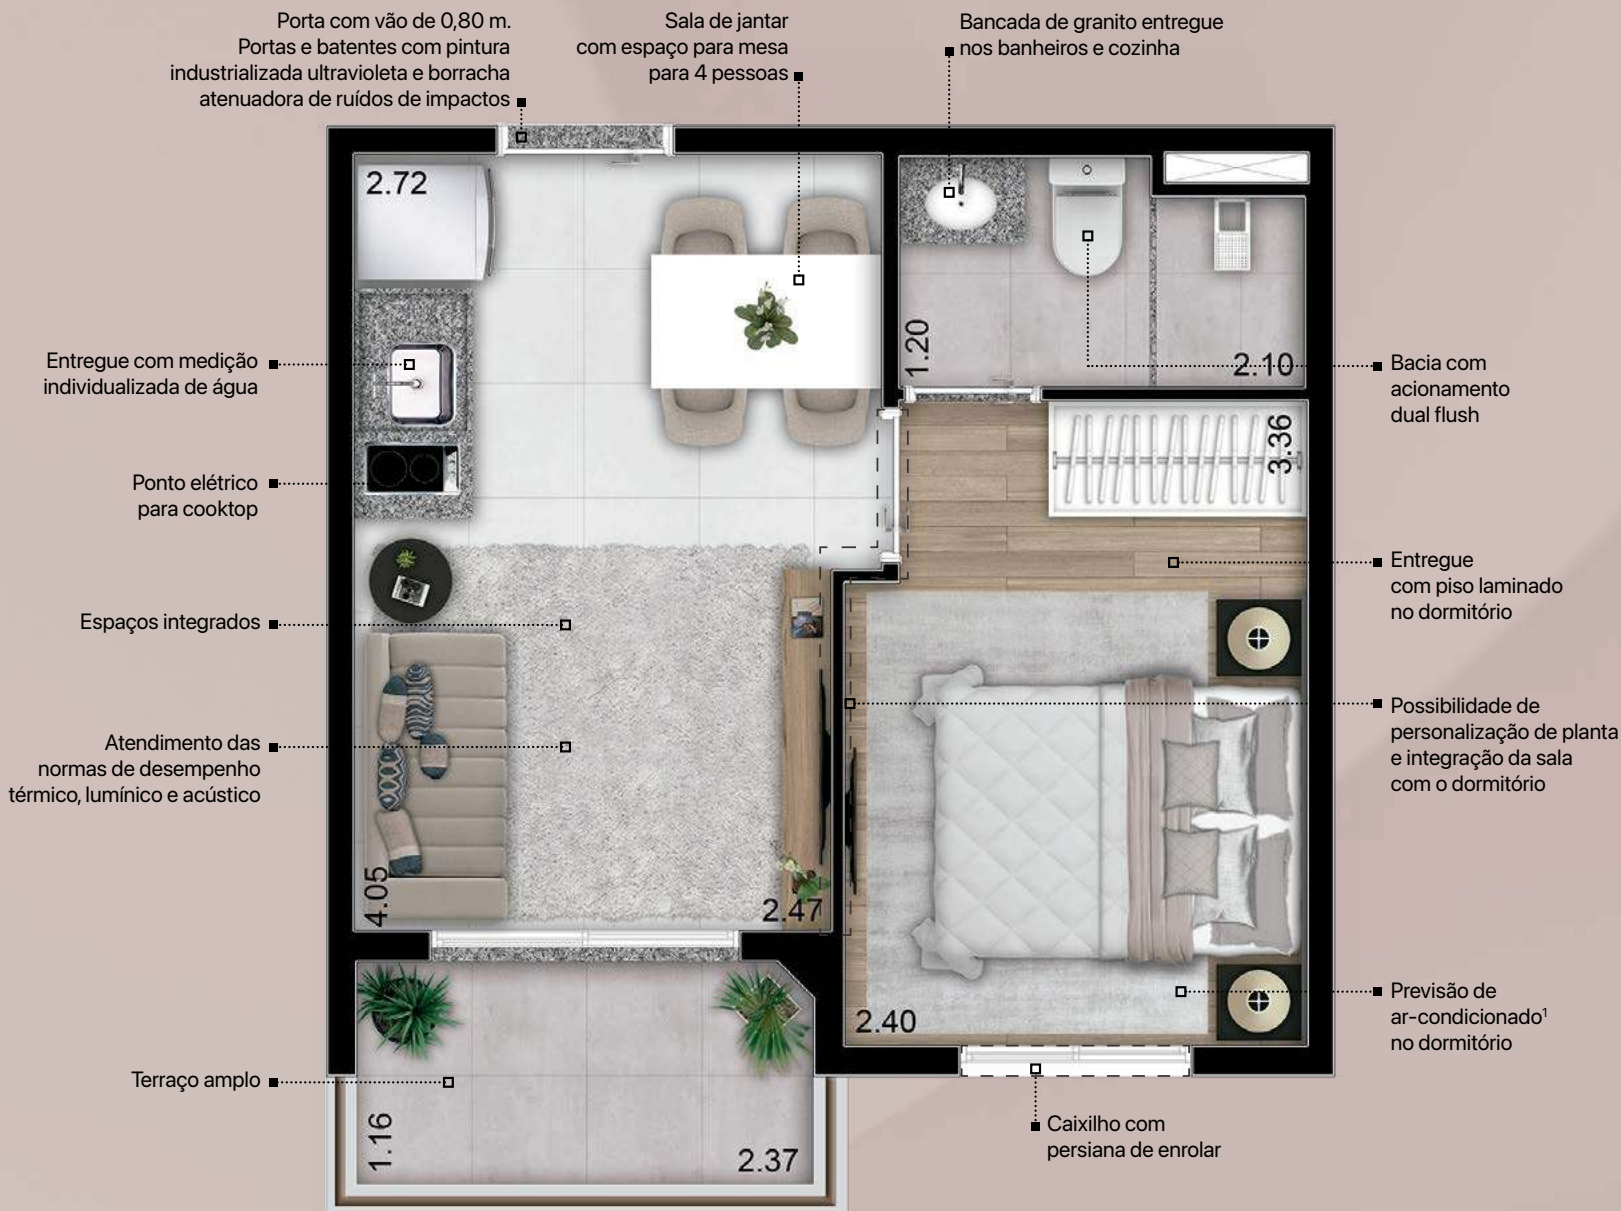 Porta com vão de 0,80 m.
Portas e batentes com pintura
industrializada ultravioleta e borracha
atenuadora de ruídos de impactos
Sala de jantar
com espaço para mesa
para 4 pessoas
Bancada de granito entregue
nos banheiros e cozinha
2.72
1.20
2.10
Entregue com medição
individualizada de água
Bacia com
acionamento
dual flush
3.36
Ponto elétrico
para cooktop
Entregue
com piso laminado
no dormitório
Espaços integrados
Possibilidade de
personalização de planta
e integração da sala
com o dormitório
Atendimento das
normas de desempenho
térmico, lumínico e acústico
4.05
2.47
2.40
Previsão de
ar-condicionado¹
no dormitório
Terraço amplo
1.16
2.37
Caixilho com
persiana de enrolar